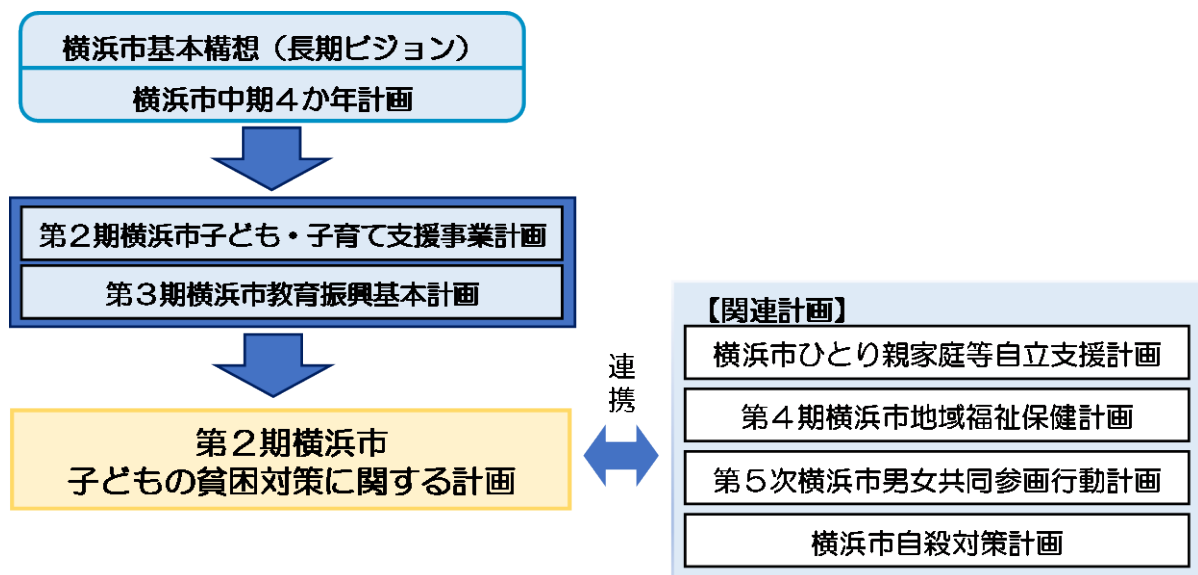 横浜市基本構想（長期ビジョン）
横浜市中期４か年計画
第２期横浜市子ども・子育て支援事業計画
第３期横浜市教育振興基本計画
第２期横浜市
子どもの貧困対策に関する計画
連携
【関連計画】
横浜市ひとり親家庭等自立支援計画
第４期横浜市地域福祉保健計画
第５次横浜市男女共同参画行動計画
横浜市自殺対策計画